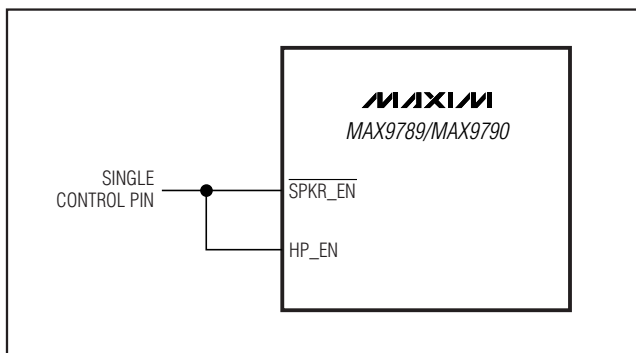 MAXIM
MAX9789/MAX9790
SINGLE
CONTROL PIN
SPKR_EN
HP_EN